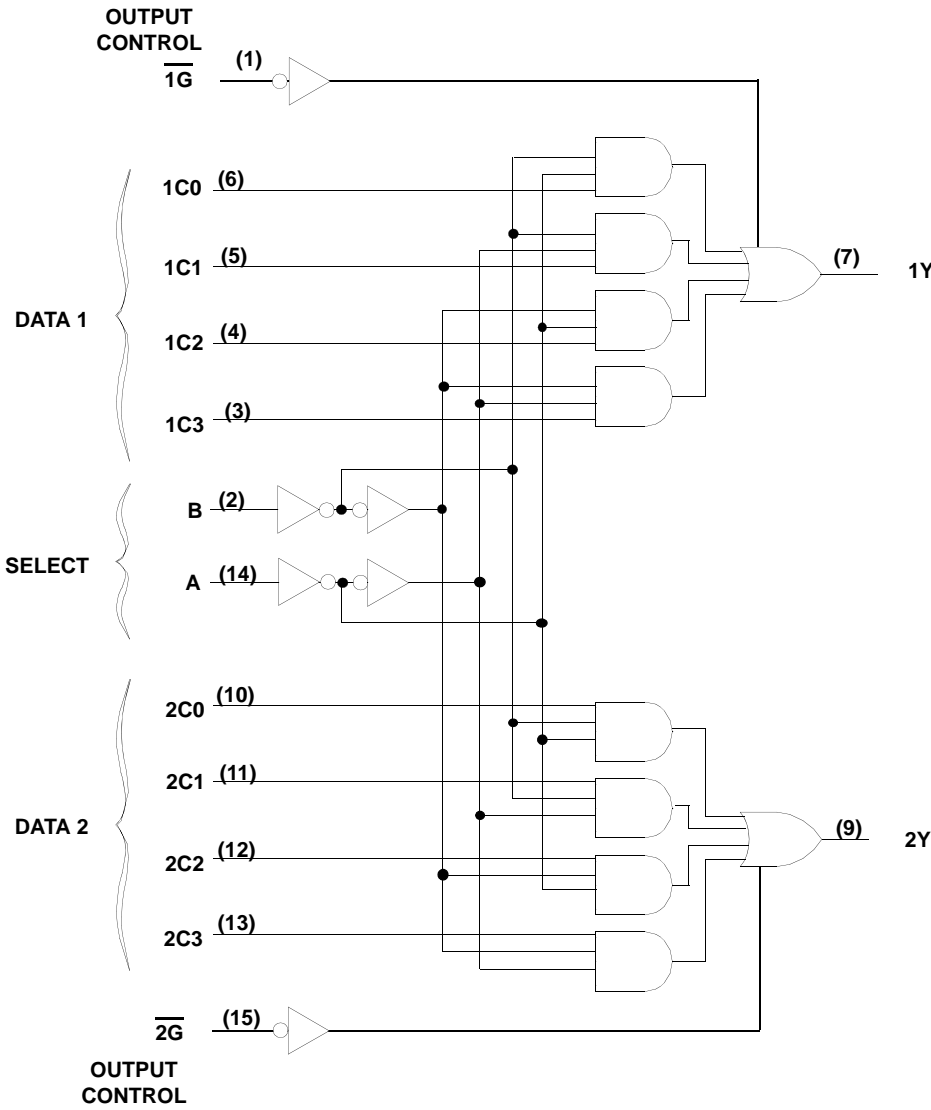 OUTPUT
CONTROL
1G (1)
1C0 (6)
1C1 (5)
(7) 1Y
DATA 1
1C2 (4)
1C3 (3)
B (2)
SELECT
A (14)
2C0 (10)
2C1 (11)
DATA 2
(9) 2Y
2C2 (12)
2C3 (13)
2G (15)
OUTPUT
CONTROL